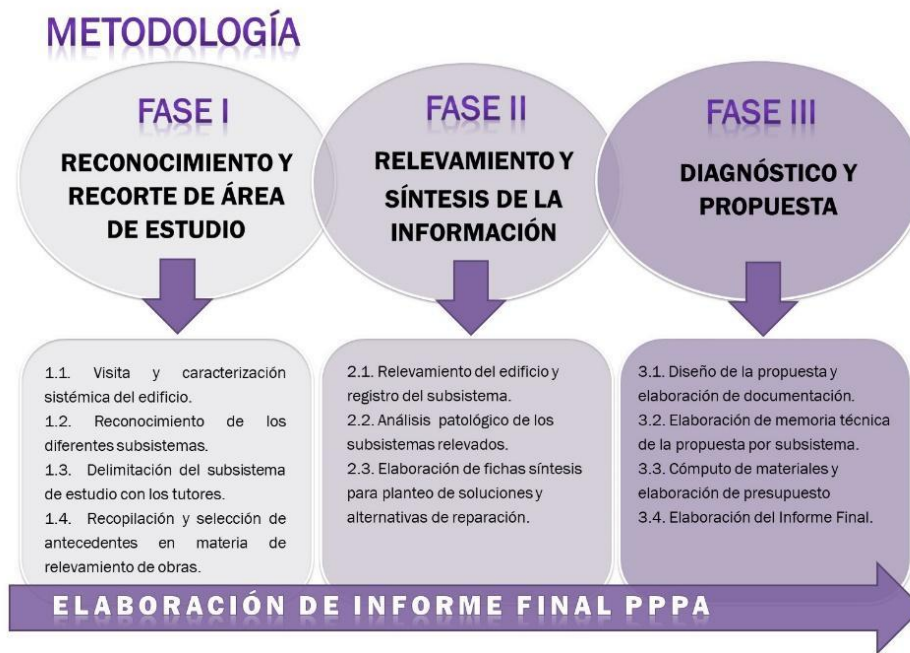 METODOLOGÍA
FASE I
RECONOCIMIENTO Y
RECORTE DE ÁREA
DE ESTUDIO
FASE II
RELEVAMIENTO Y
SÍNTESIS DE LA
INFORMACIÓN
FASE III
DIAGNÓSTICO Y
PROPUESTA
1.1. Visita y caracterización
sistémica del edificio.
1.2. Reconocimiento de los
diferentes subsistemas.
1.3. Delimitación del subsistema
de estudio con los tutores.
1.4. Recopilación y selección de
antecedentes en materia de
relevamiento de obras.
2.1. Relevamiento del edificio y
registro del subsistema.
2.2. Análisis patológico de los
subsistemas relevados.
2.3. Elaboración de fichas síntesis
para planteo de soluciones y
alternativas de reparación.
3.1. Diseño de la propuesta y
elaboración de documentación.
3.2. Elaboración de memoria técnica
de la propuesta por subsistema.
3.3. Cómputo de materiales y
elaboración de presupuesto
3.4. Elaboración del Informe Final.
ELABORACIÓN DE INFORME FINAL PPPA